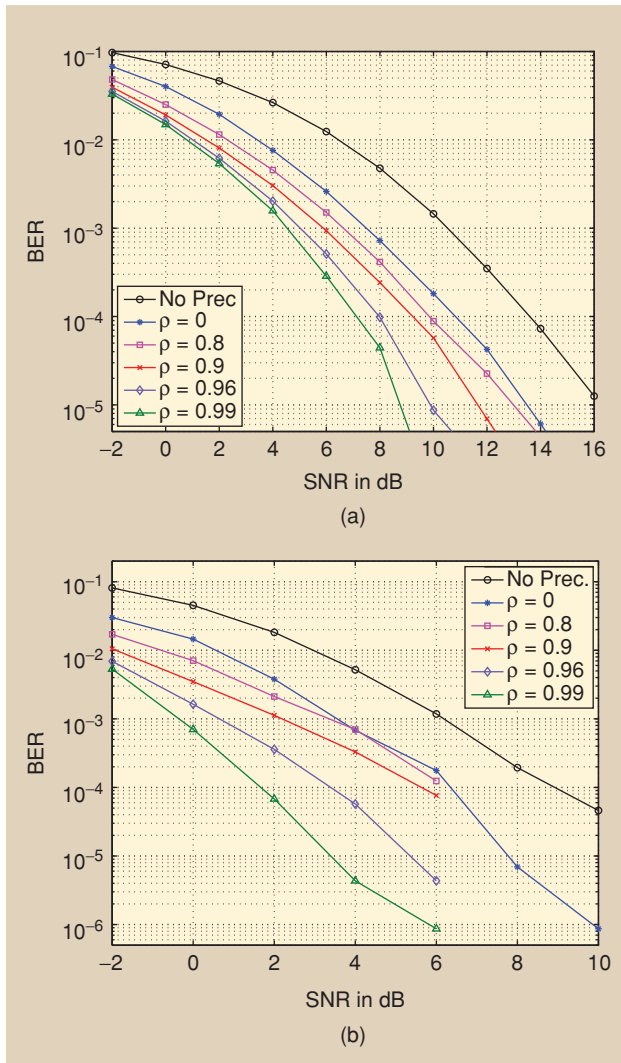 10⁻¹
10⁻²
10⁻³
10⁻⁴
10⁻⁵
BER
No Prec
ρ = 0
ρ = 0.8
ρ = 0.9
ρ = 0.96
ρ = 0.99
−2 0 2 4 6 8 10 12 14 16
SNR in dB
(a)
10⁻¹
10⁻²
10⁻³
10⁻⁴
10⁻⁵
10⁻⁶
BER
No Prec.
ρ = 0
ρ = 0.8
ρ = 0.9
ρ = 0.96
ρ = 0.99
−2 0 2 4 6 8 10
SNR in dB
(b)